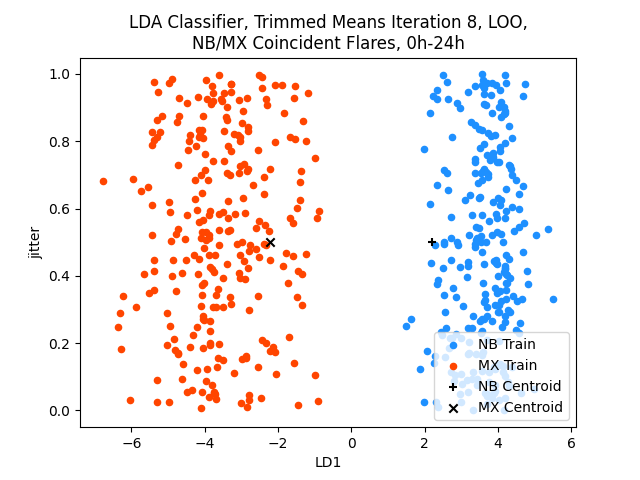 LDA Classifier, Trimmed Means Iteration 8, LOO,
NB/MX Coincident Flares, 0h-24h
1.0
0.8
0.6
0.4
0.2
0.0
jitter
−6
−4
−2
0
2
4
6
LD1
NB Train
MX Train
NB Centroid
MX Centroid